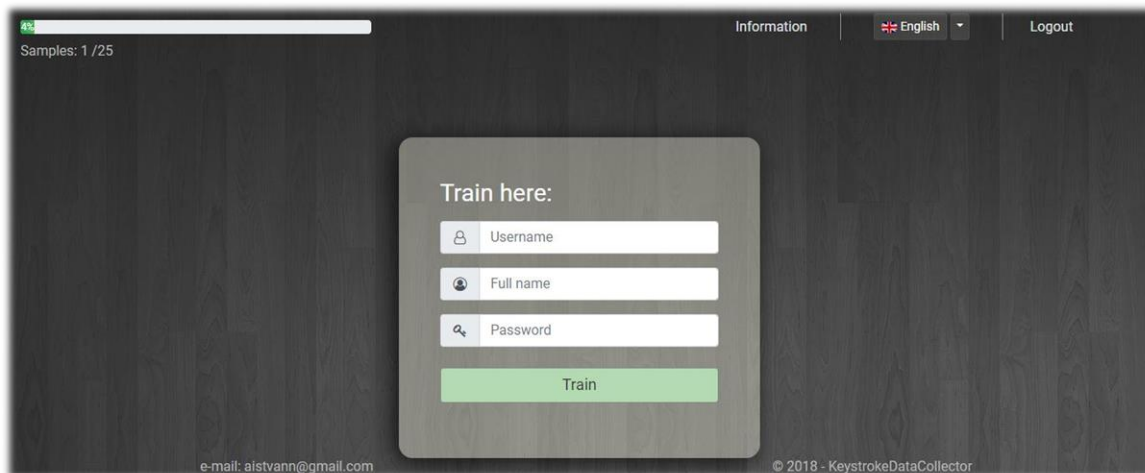 4%
Information English Logout
Samples: 1 /25
Train here:
Username
Full name
Password
Train
e-mail: aistvann@gmail.com © 2018 - KeystrokeDataCollector